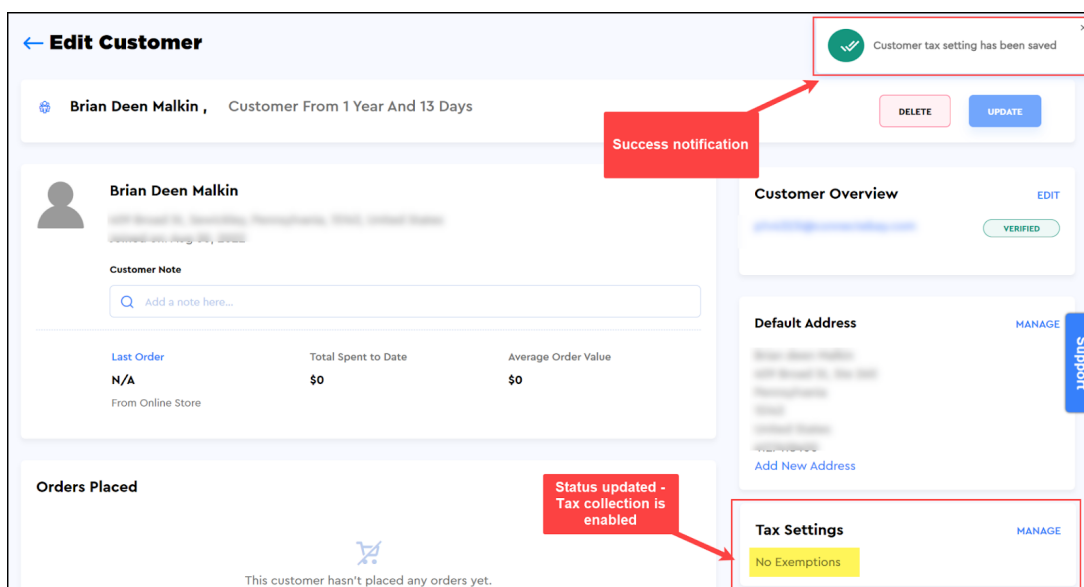 ← Edit Customer
Customer tax setting has been saved
Brian Deen Malkin , Customer From 1 Year And 13 Days
DELETE
UPDATE
Success notification
Brian Deen Malkin
Customer Note
Add a note here...
Last Order
Total Spent to Date
Average Order Value
N/A
$0
$0
From Online Store
Customer Overview
EDIT
VERIFIED
Default Address
MANAGE
Add New Address
Support
Orders Placed
This customer hasn't placed any orders yet.
Status updated -
Tax collection is
enabled
Tax Settings
MANAGE
No Exemptions